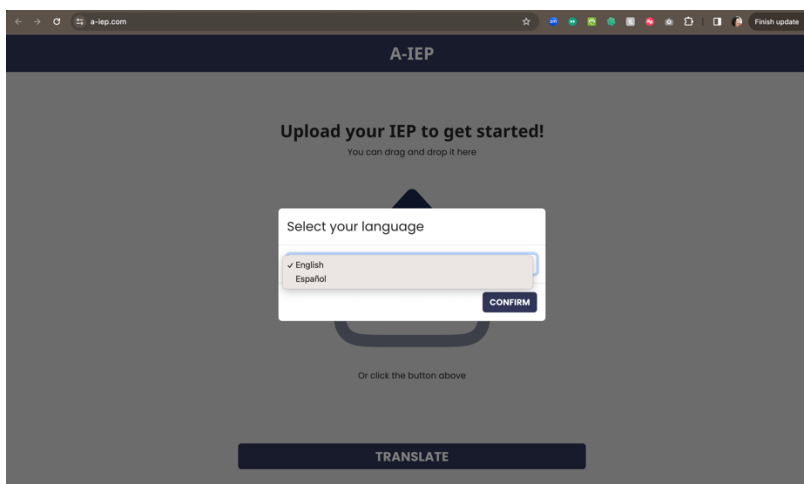 a-iep.com
Finish update
A-IEP
Upload your IEP to get started!
You can drag and drop it here
Select your language
✓ English
Español
CONFIRM
Or click the button above
TRANSLATE